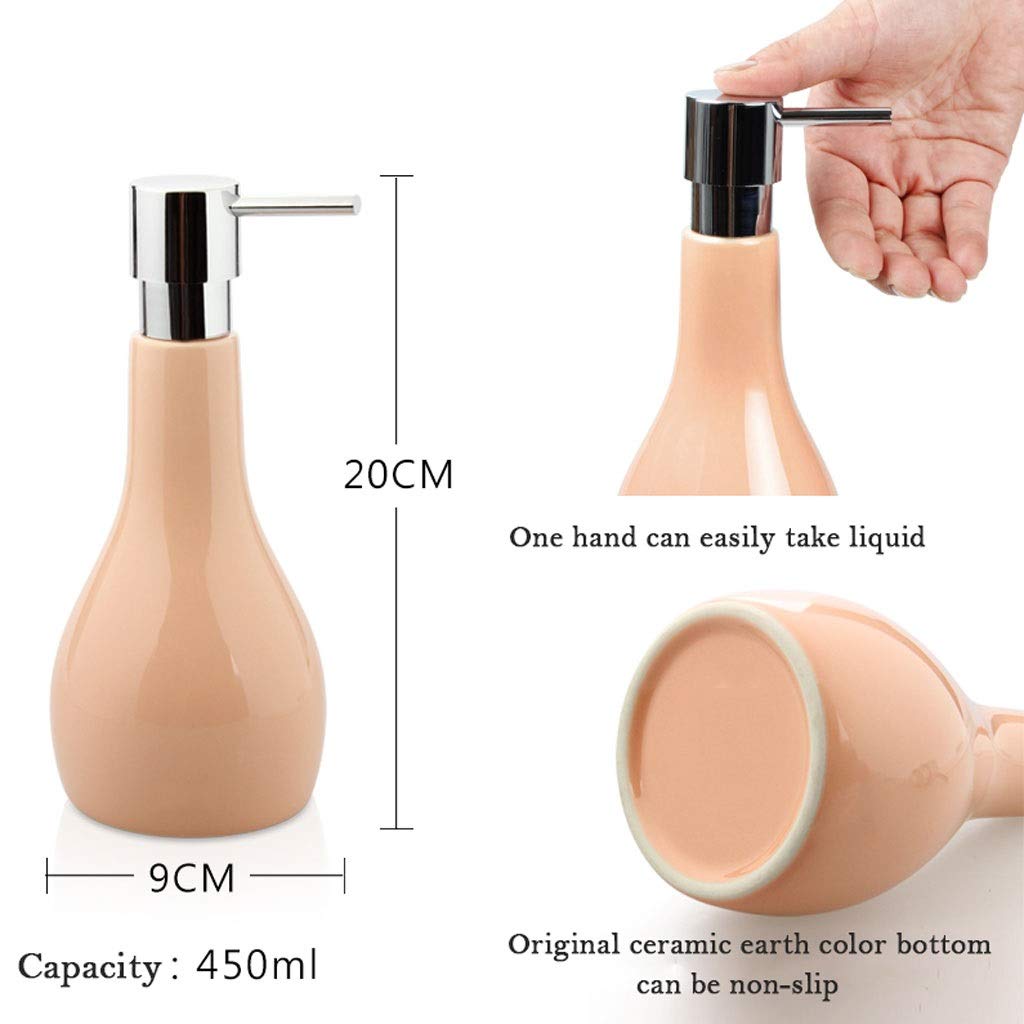 20CM
9CM
Capacity：450ml
One hand can easily take liquid
Original ceramic earth color bottom
can be non-slip